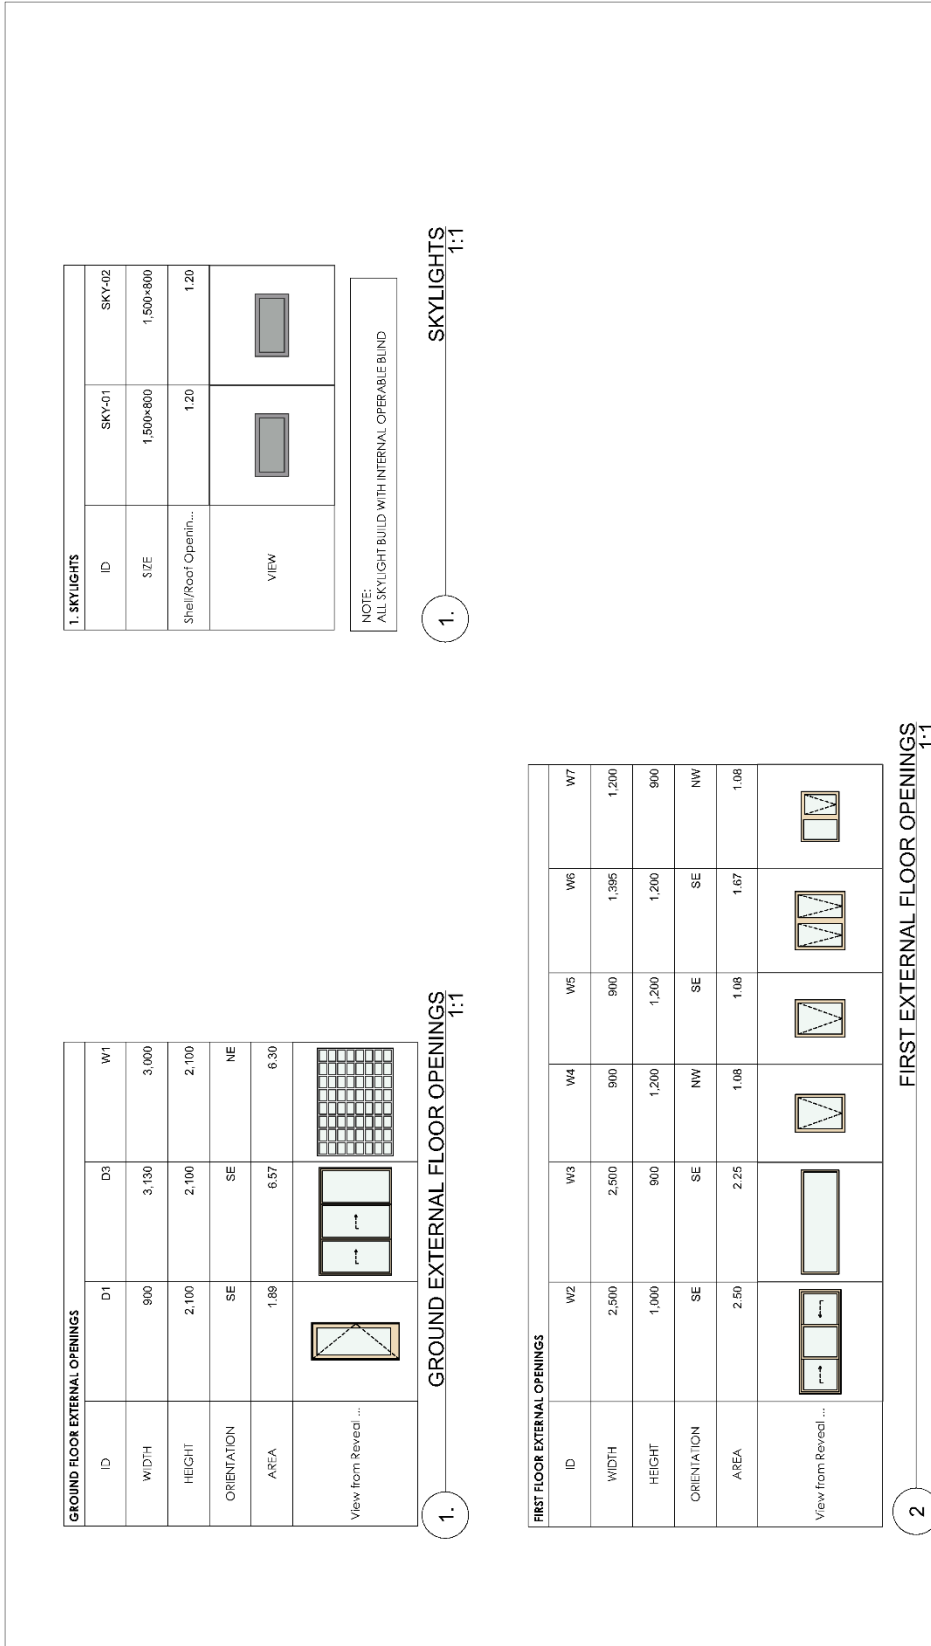 GROUND FLOOR EXTERNAL OPENINGS
ID D1 D3 W1
WIDTH 900 3,130 3,000
HEIGHT 2,100 2,100 2,100
ORIENTATION SE SE NE
AREA 1.89 6.57 6.30
View from Reveal ...
1. GROUND EXTERNAL FLOOR OPENINGS
1:1
1. SKYLIGHTS
ID SKY-01 SKY-02
SIZE 1,500×800 1,500×800
Shell/Roof Openin... 1.20 1.20
VIEW
NOTE:
ALL SKYLIGHT BUILD WITH INTERNAL OPERABLE BLIND
1. SKYLIGHTS
1:1
FIRST FLOOR EXTERNAL OPENINGS
ID W2 W3 W4 W5 W6 W7
WIDTH 2,500 2,500 900 900 1,395 1,200
HEIGHT 1,000 900 1,200 1,200 1,200 900
ORIENTATION SE SE NW SE SE NW
AREA 2.50 2.25 1.08 1.08 1.67 1.08
View from Reveal ...
2 FIRST EXTERNAL FLOOR OPENINGS
1:1